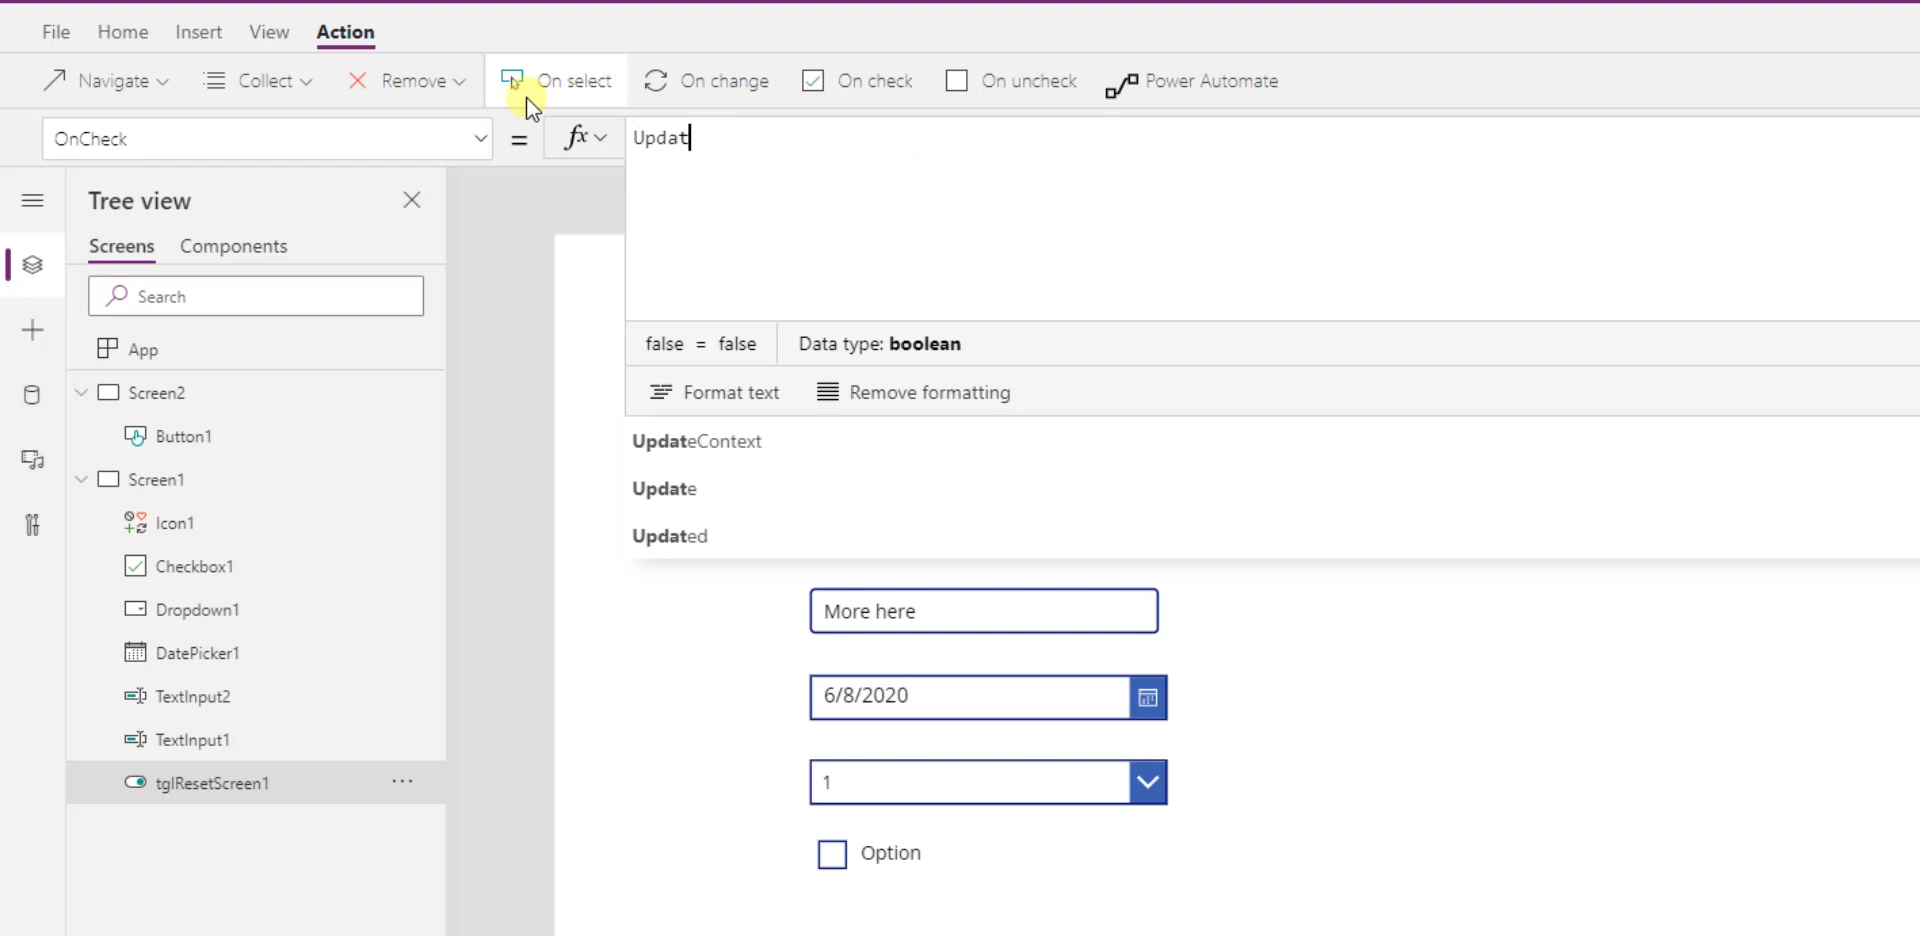 File Home Insert View Action
Navigate Collect Remove On select On change On check On uncheck Power Automate
OnCheck = fx Updat
Tree view
Screens Components
Search
App
Screen2
Button1
Screen1
Icon1
Checkbox1
Dropdown1
DatePicker1
TextInput2
TextInput1
tglResetScreen1 ...
false = false Data type: boolean
Format text Remove formatting
UpdateContext
Update
Updated
More here
6/8/2020
1
Option